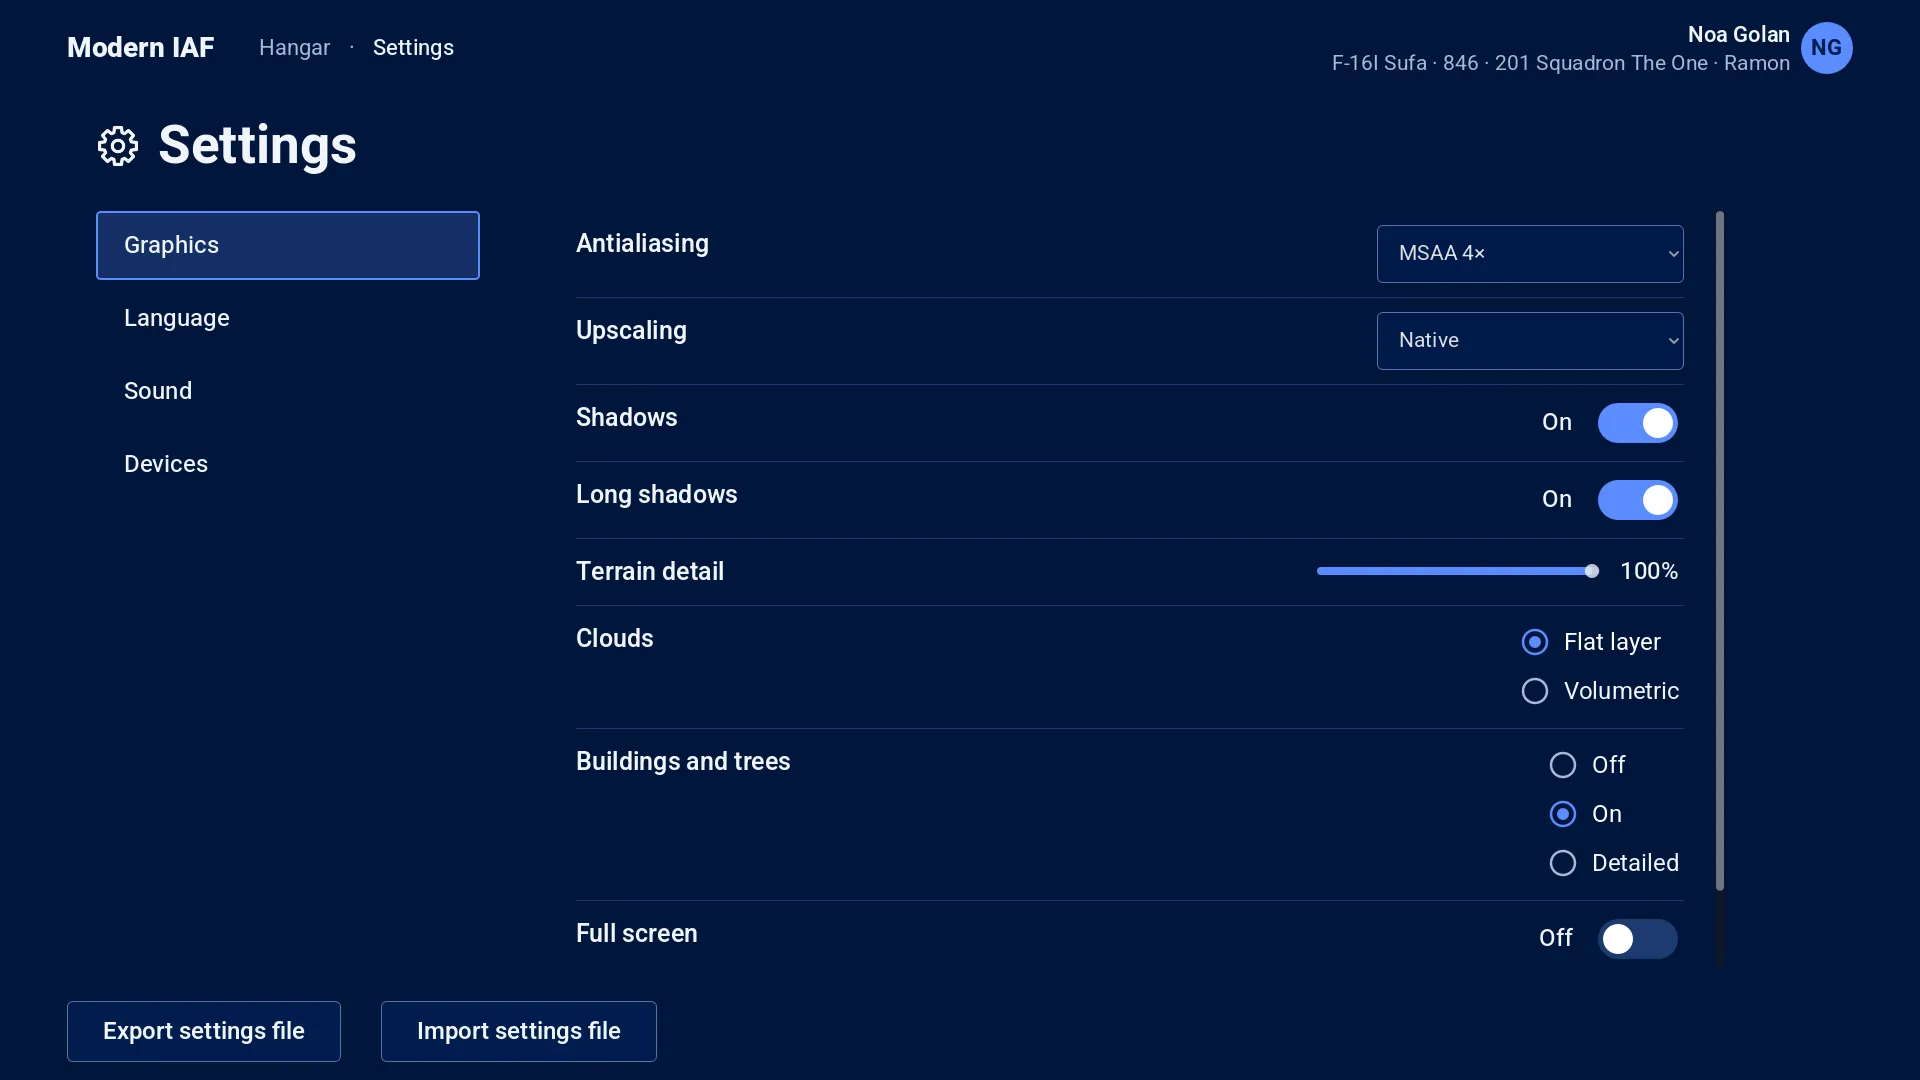 Modern IAF
Hangar · Settings
Noa Golan
F-16I Sufa · 846 · 201 Squadron The One · Ramon
NG
Settings
Graphics
Language
Sound
Devices
Antialiasing
MSAA 4×
Upscaling
Native
Shadows
On
Long shadows
On
Terrain detail
100%
Clouds
Flat layer
Volumetric
Buildings and trees
Off
On
Detailed
Full screen
Off
Export settings file
Import settings file